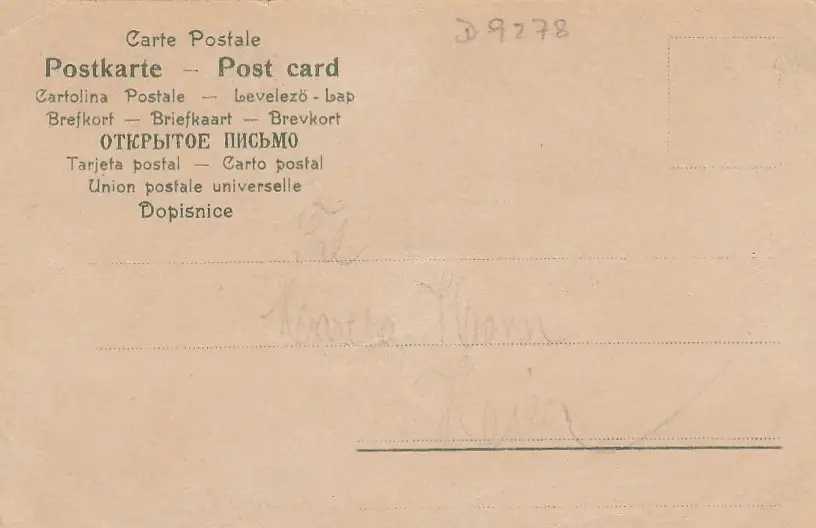 D9278
Carte Postale
Postkarte — Post card
Cartolina Postale — Levelezö-Lap
Brefkort — Briefkaart — Brevkort
ОТКРЫТОЕ ПИСЬМО
Tarjeta postal — Carto postal
Union postale universelle
Dopisnice